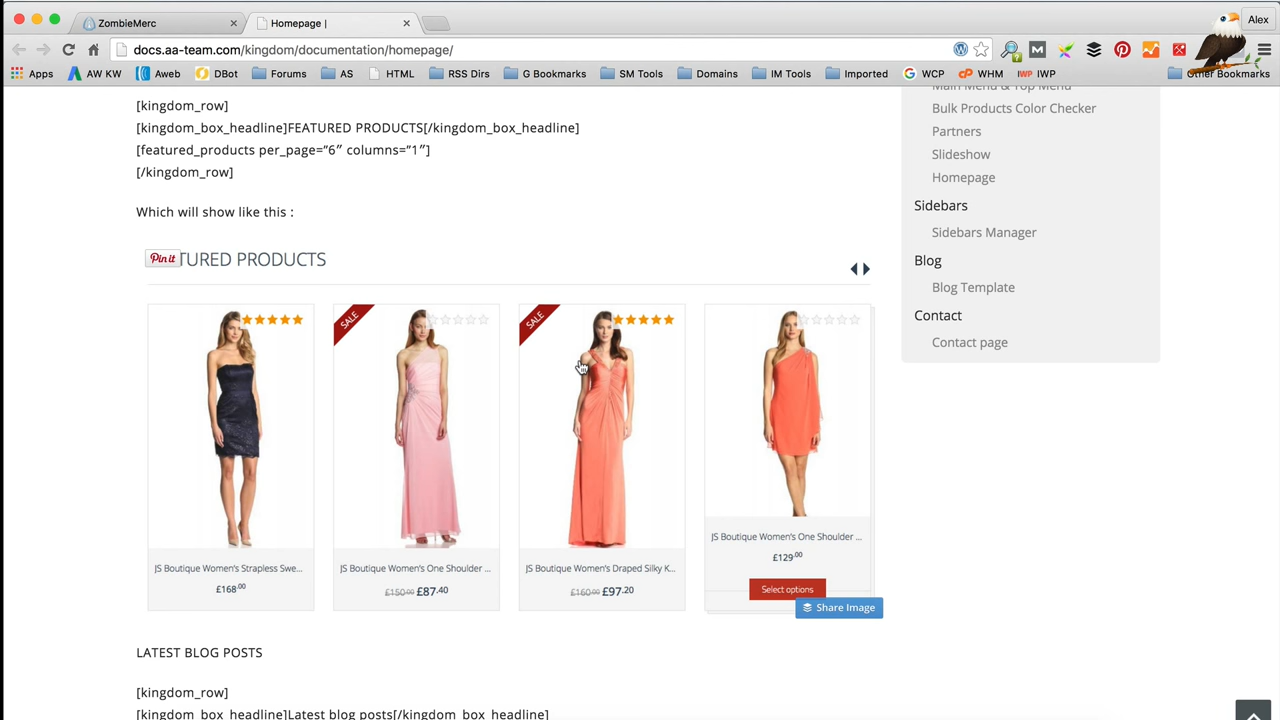 ZombieMerc
Homepage |
Alex
docs.aa-team.com/kingdom/documentation/homepage/
Apps
AW KW
Aweb
DBot
Forums
AS
HTML
RSS Dirs
G Bookmarks
SM Tools
Domains
IM Tools
Imported
WCP
WHM
IWP
IWP
Other Bookmarks
[kingdom_row]
[kingdom_box_headline]FEATURED PRODUCTS[/kingdom_box_headline]
[featured_products per_page=“6″ columns=“1″]
[/kingdom_row]
Which will show like this :
Pin it
TURED PRODUCTS
SALE
SALE
JS Boutique Women's Strapless Swe...
£168.00
JS Boutique Women's One Shoulder ...
£150.00 £87.40
JS Boutique Women's Draped Silky K...
£160.00 £97.20
JS Boutique Women's One Shoulder ...
£129.00
Select options
Share Image
LATEST BLOG POSTS
[kingdom_row]
[kingdom_box_headline]Latest blog posts[/kingdom_box_headline]
Main Menu & Top Menu
Bulk Products Color Checker
Partners
Slideshow
Homepage
Sidebars
Sidebars Manager
Blog
Blog Template
Contact
Contact page